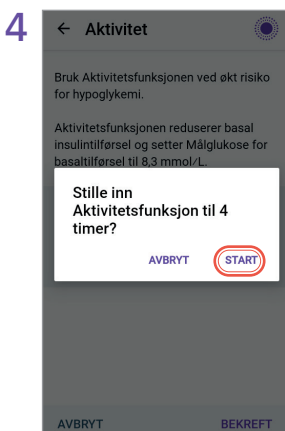 4
Aktivitet
Bruk Aktivitetsfunksjonen ved økt risiko
for hypoglykemi.
Aktivitetsfunksjonen reduserer basal
insulintilførsel og setter Målglukose for
basaltilførsel til 8,3 mmol/L.
Stille inn
Aktivitetsfunksjon til 4
timer?
AVBRYT START
AVBRYT BEKREFT